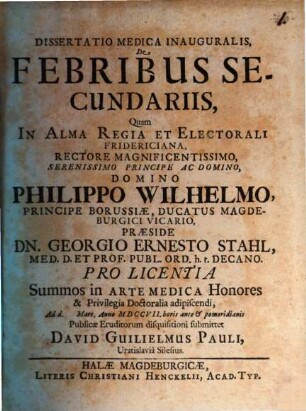 1.
DISSERTATIO MEDICA INAUGURALIS,
De
FEBRIBUS SE-
CUNDARIIS,
Quam
IN ALMA REGIA ET ELECTORALI
FRIDERICIANA,
RECTORE MAGNIFICENTISSIMO,
SERENISSIMO PRINCIPE AC DOMINO,
DOMINO
PHILIPPO WILHELMO,
PRINCIPE BORUSSIÆ, DUCATUS MAGDE-
BURGICI VICARIO,
PRÆSIDE
DN. GEORGIO ERNESTO STAHL,
MED. D. ET PROF. PUBL. ORD. h. t. DECANO.
PRO LICENTIA
Summos in ARTE MEDICA Honores
& Privilegia Doctoralia adipiscendi,
Ad d. Mart. Anno MDCCVII. horis ante & pomeridianis
Publicæ Eruditorum disquisitioni submittet
DAVID GUILIELMUS PAULI,
Uratislaviâ Silesius.
HALÆ MAGDEBURGICÆ,
LITERIS CHRISTIANI HENCKELII, ACAD. TYP.